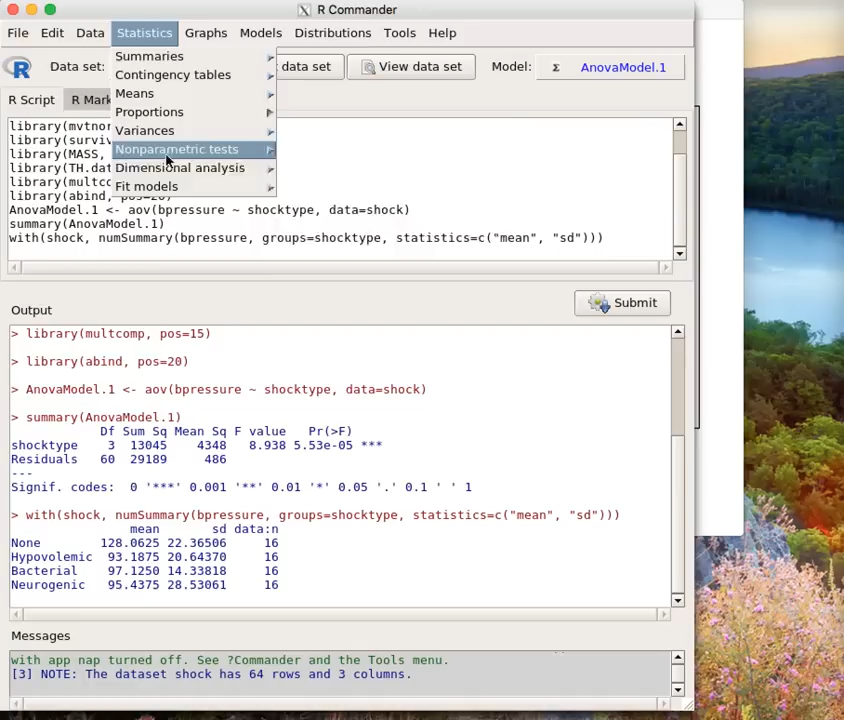 R Commander
File Edit Data Statistics Graphs Models Distributions Tools Help
Summaries
Contingency tables
Means
Proportions
Variances
Nonparametric tests
Dimensional analysis
Fit models
R Data set: data set View data set Model: Σ AnovaModel.1
R Script R Mark
library(mvtnor
library(surviv
library(MASS,
library(TH.dat
library(multco
library(abind, pos=20)
AnovaModel.1 <- aov(bpressure ~ shocktype, data=shock)
summary(AnovaModel.1)
with(shock, numSummary(bpressure, groups=shocktype, statistics=c("mean", "sd")))
Output
Submit
> library(multcomp, pos=15)
> library(abind, pos=20)
> AnovaModel.1 <- aov(bpressure ~ shocktype, data=shock)
> summary(AnovaModel.1)
Df Sum Sq Mean Sq F value Pr(>F)
shocktype 3 13045 4348 8.938 5.53e-05 ***
Residuals 60 29189 486
---
Signif. codes: 0 '***' 0.001 '**' 0.01 '*' 0.05 '.' 0.1 ' ' 1
> with(shock, numSummary(bpressure, groups=shocktype, statistics=c("mean", "sd")))
mean sd data:n
None 128.0625 22.36506 16
Hypovolemic 93.1875 20.64370 16
Bacterial 97.1250 14.33818 16
Neurogenic 95.4375 28.53061 16
Messages
with app nap turned off. See ?Commander and the Tools menu.
[3] NOTE: The dataset shock has 64 rows and 3 columns.